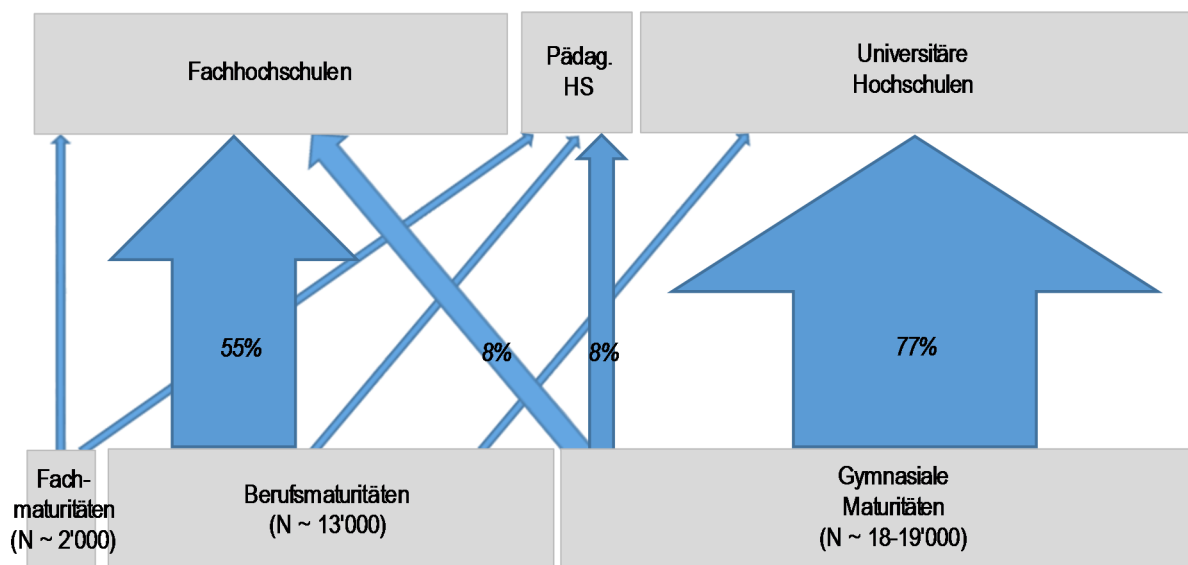 Fachhochschulen
Pädag.
HS
Universitäre
Hochschulen
55%
8%
8%
77%
Fach-
maturitäten
(N ~ 2'000)
Berufsmaturitäten
(N ~ 13'000)
Gymnasiale
Maturitäten
(N ~ 18-19'000)